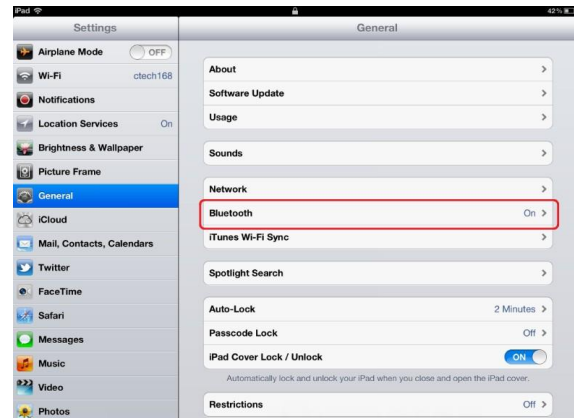 iPad 42%
Settings
General
Airplane Mode OFF
Wi-Fi ctech168
Notifications
Location Services On
Brightness & Wallpaper
Picture Frame
General
iCloud
Mail, Contacts, Calendars
Twitter
FaceTime
Safari
Messages
Music
Video
Photos
About
Software Update
Usage
Sounds
Network
Bluetooth On
iTunes Wi-Fi Sync
Spotlight Search
Auto-Lock 2 Minutes
Passcode Lock Off
iPad Cover Lock / Unlock ON
Automatically lock and unlock your iPad when you close and open the iPad cover.
Restrictions Off